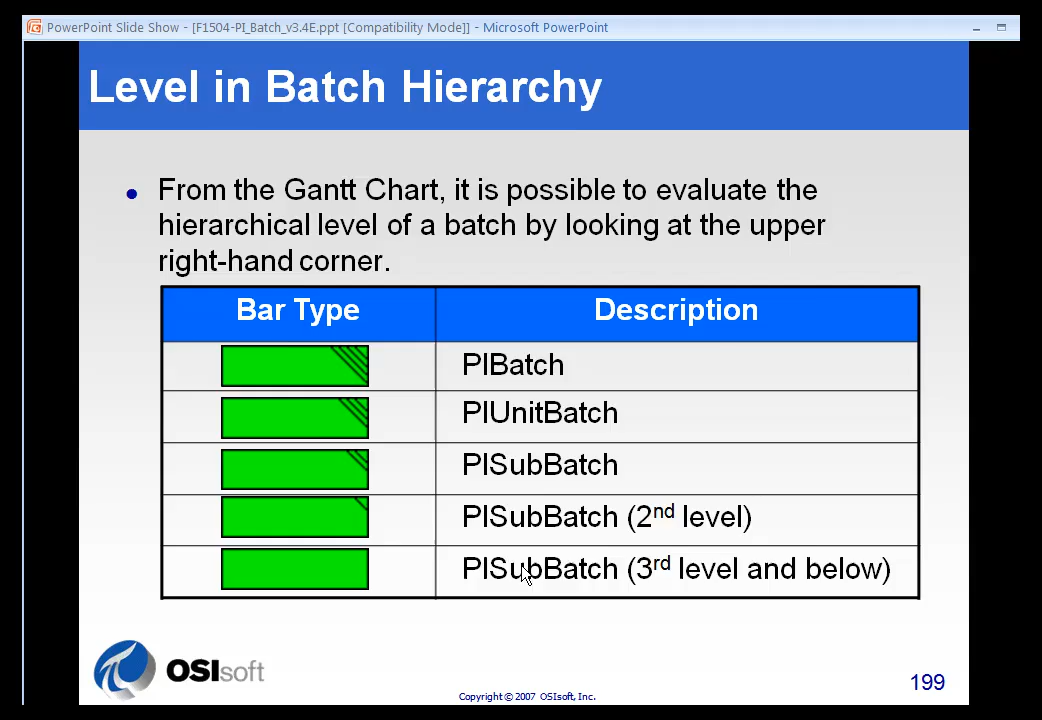 PowerPoint Slide Show - [F1504-PI_Batch_v3.4E.ppt [Compatibility Mode]] - Microsoft PowerPoint
Level in Batch Hierarchy
• From the Gantt Chart, it is possible to evaluate the
hierarchical level of a batch by looking at the upper
right-hand corner.
Bar Type Description
PIBatch
PIUnitBatch
PISubBatch
PISubBatch (2nd level)
PISubBatch (3rd level and below)
OSIsoft
Copyright © 2007 OSIsoft, Inc.
199